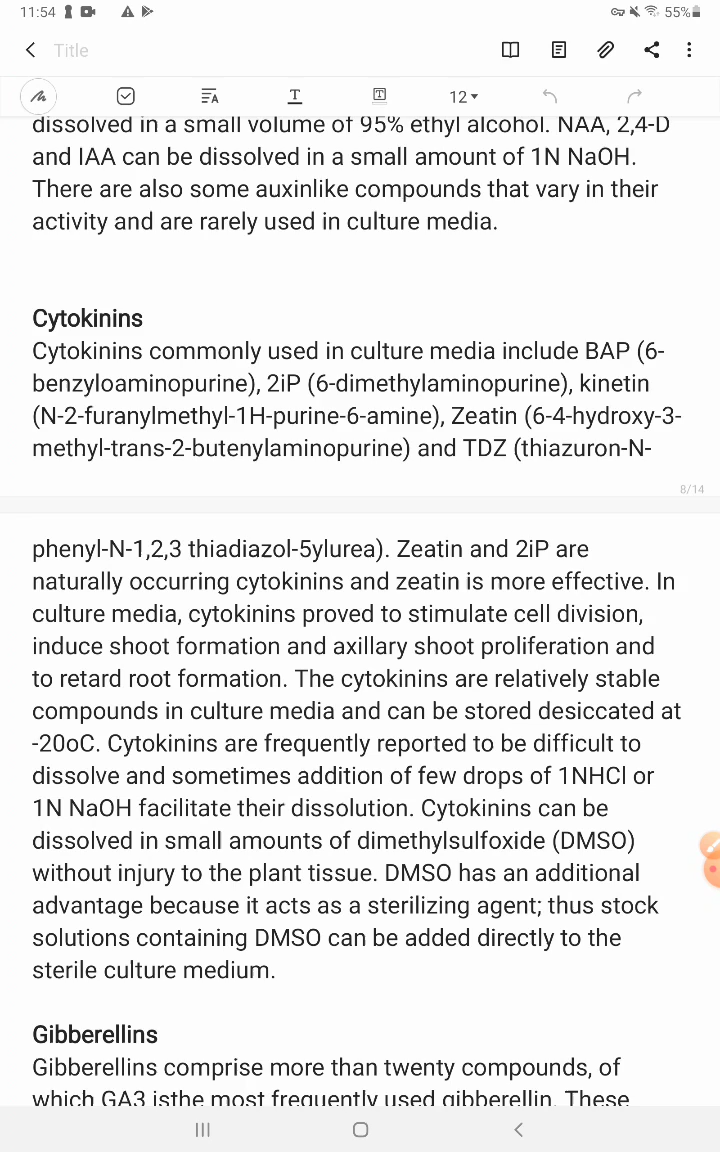 11:54
55%
Title
12
dissolved in a small volume of 95% ethyl alcohol. NAA, 2,4-D
and IAA can be dissolved in a small amount of 1N NaOH.
There are also some auxinlike compounds that vary in their
activity and are rarely used in culture media.
Cytokinins
Cytokinins commonly used in culture media include BAP (6-
benzyloaminopurine), 2iP (6-dimethylaminopurine), kinetin
(N-2-furanylmethyl-1H-purine-6-amine), Zeatin (6-4-hydroxy-3-
methyl-trans-2-butenylaminopurine) and TDZ (thiazuron-N-
8/14
phenyl-N-1,2,3 thiadiazol-5ylurea). Zeatin and 2iP are
naturally occurring cytokinins and zeatin is more effective. In
culture media, cytokinins proved to stimulate cell division,
induce shoot formation and axillary shoot proliferation and
to retard root formation. The cytokinins are relatively stable
compounds in culture media and can be stored desiccated at
-20oC. Cytokinins are frequently reported to be difficult to
dissolve and sometimes addition of few drops of 1NHCl or
1N NaOH facilitate their dissolution. Cytokinins can be
dissolved in small amounts of dimethylsulfoxide (DMSO)
without injury to the plant tissue. DMSO has an additional
advantage because it acts as a sterilizing agent; thus stock
solutions containing DMSO can be added directly to the
sterile culture medium.
Gibberellins
Gibberellins comprise more than twenty compounds, of
which GA3 isthe most frequently used gibberellin. These